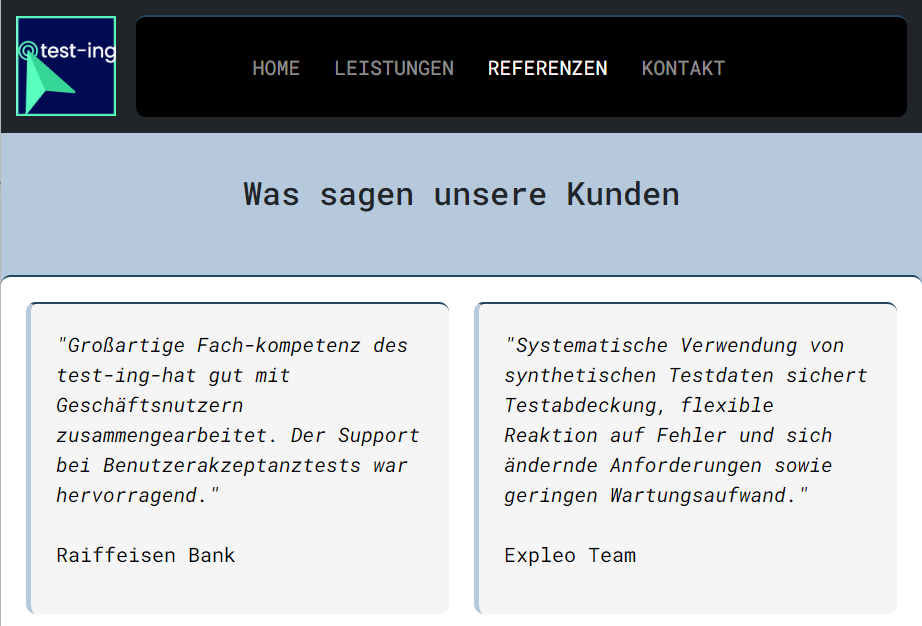 test-ing
HOME LEISTUNGEN REFERENZEN KONTAKT
Was sagen unsere Kunden
"Großartige Fach-kompetenz des
test-ing-hat gut mit
Geschäftsnutzern
zusammengearbeitet. Der Support
bei Benutzerakzeptanztests war
hervorragend."
Raiffeisen Bank
"Systematische Verwendung von
synthetischen Testdaten sichert
Testabdeckung, flexible
Reaktion auf Fehler und sich
ändernde Anforderungen sowie
geringen Wartungsaufwand."
Expleo Team